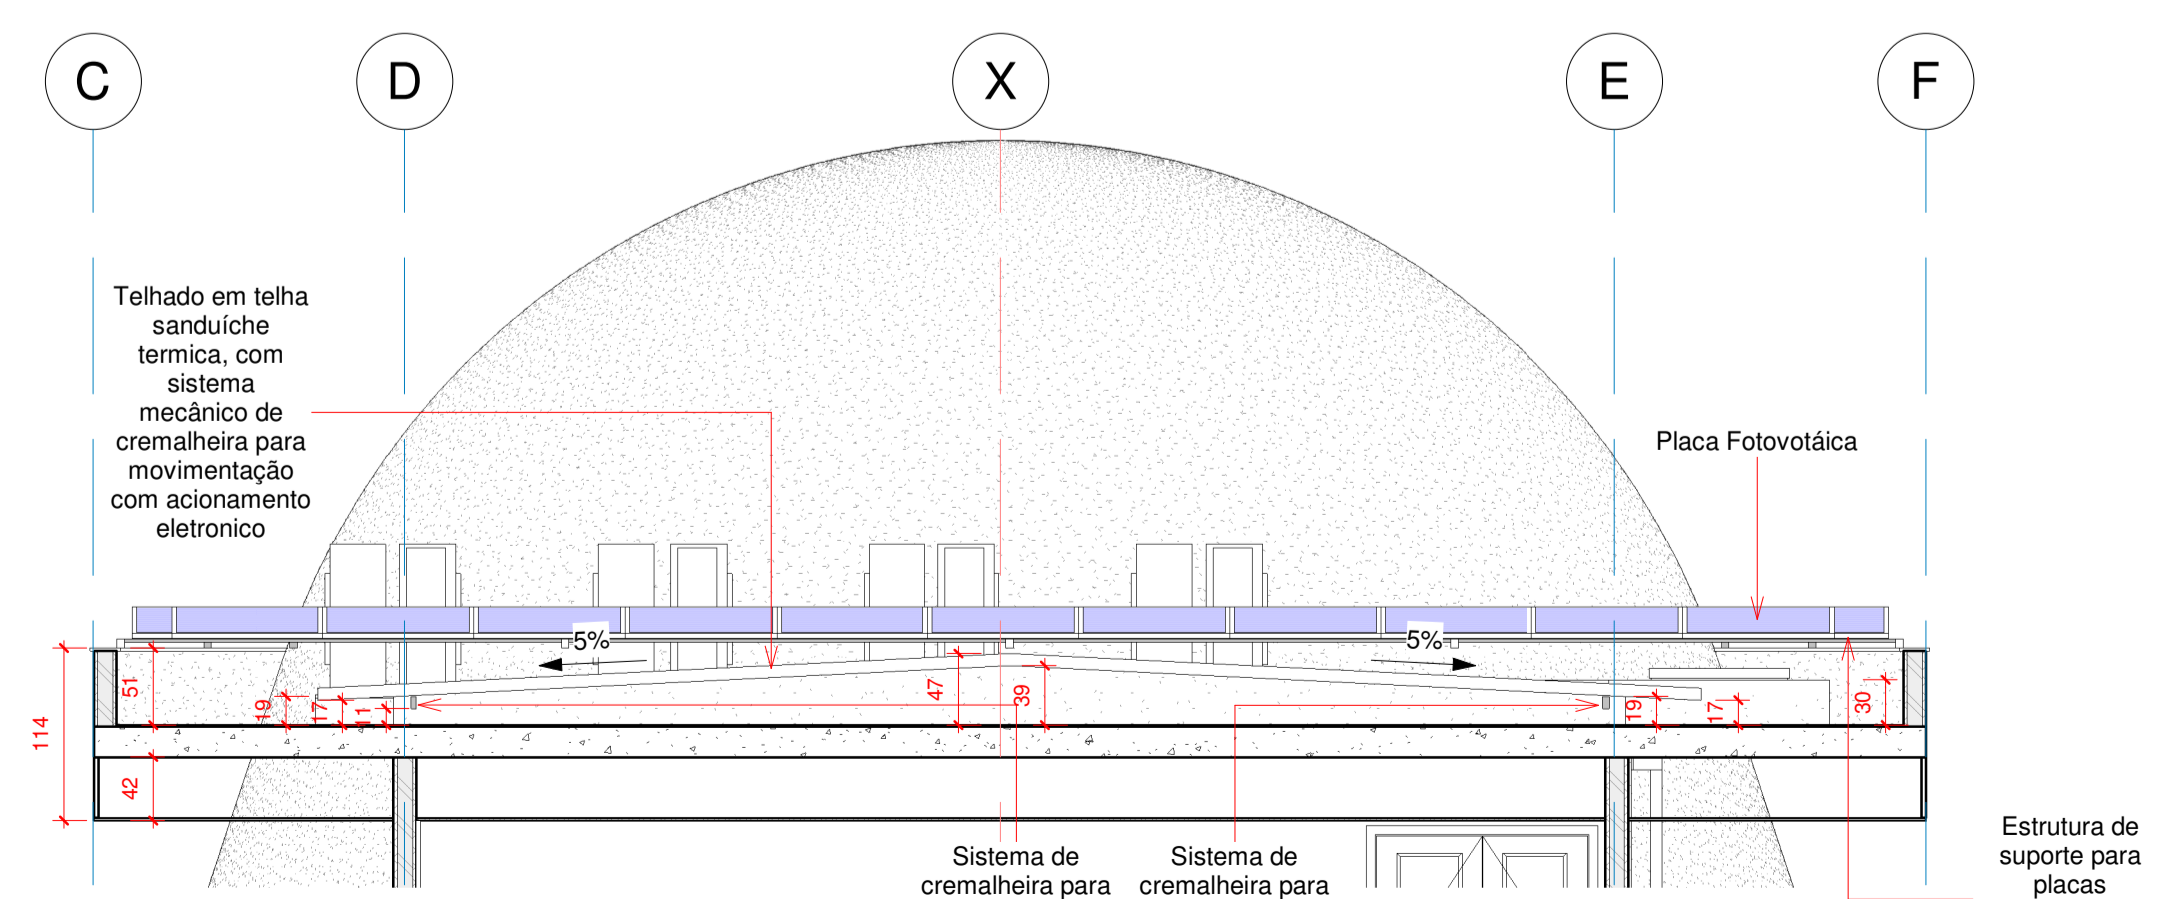 C
D
X
E
F
Telhado em telha
sanduíche
termica, com
sistema
mecânico de
cremalheira para
movimentação
com acionamento
eletronico
Placa Fotovotáica
5%
5%
114
51
42
19
17
11
47
39
19
17
30
Sistema de
cremalheira para
Sistema de
cremalheira para
Estrutura de
suporte para
placas